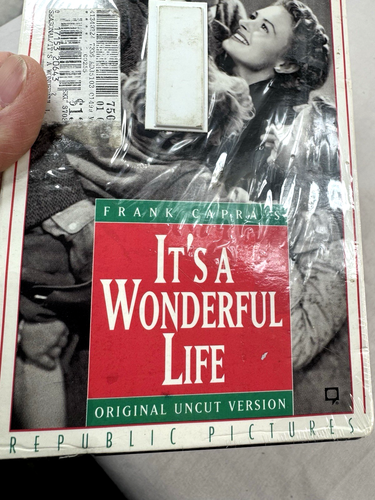 FRANK CAPRA'S
IT'S A
WONDERFUL
LIFE
ORIGINAL UNCUT VERSION
REPUBLIC PICTURES